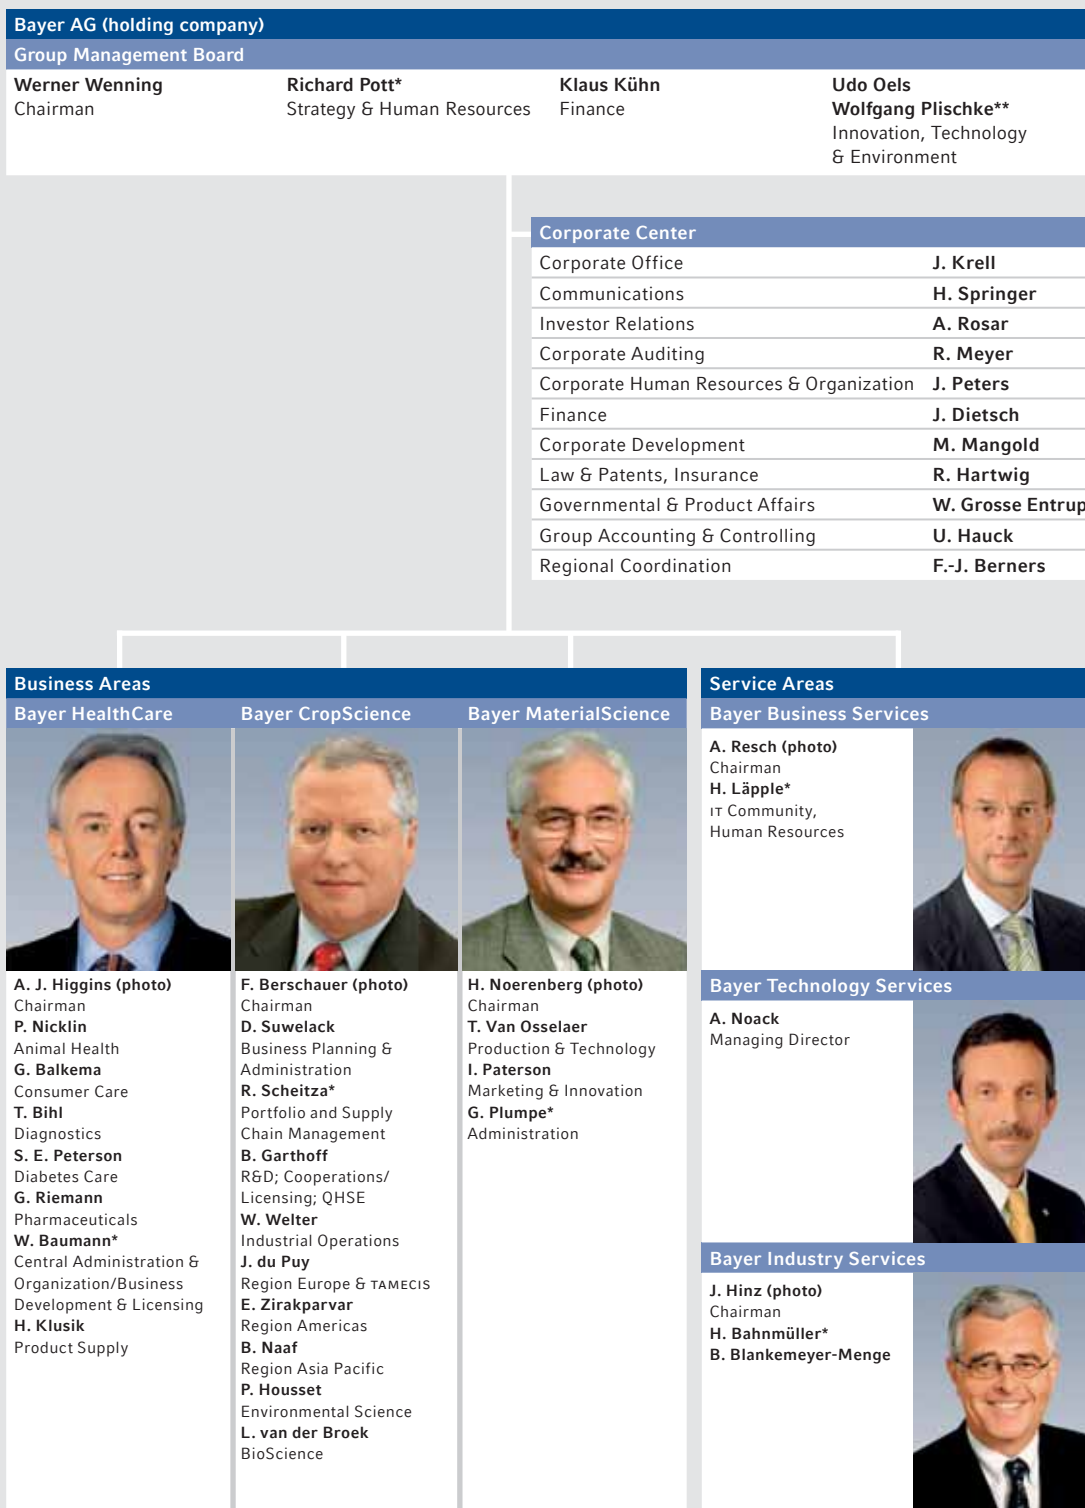 Bayer AG (holding company)
Group Management Board
Werner Wenning
Chairman
Richard Pott*
Strategy & Human Resources
Klaus Kühn
Finance
Udo Oels
Wolfgang Plischke**
Innovation, Technology
& Environment
Corporate Center
Corporate Office J. Krell
Communications H. Springer
Investor Relations A. Rosar
Corporate Auditing R. Meyer
Corporate Human Resources & Organization J. Peters
Finance J. Dietsch
Corporate Development M. Mangold
Law & Patents, Insurance R. Hartwig
Governmental & Product Affairs W. Grosse Entrup
Group Accounting & Controlling U. Hauck
Regional Coordination F.-J. Berners
Business Areas
Bayer HealthCare
A. J. Higgins (photo)
Chairman
P. Nicklin
Animal Health
G. Balkema
Consumer Care
T. Bihl
Diagnostics
S. E. Peterson
Diabetes Care
G. Riemann
Pharmaceuticals
W. Baumann*
Central Administration &
Organization/Business
Development & Licensing
H. Klusik
Product Supply
Bayer CropScience
F. Berschauer (photo)
Chairman
D. Suwelack
Business Planning &
Administration
R. Scheitza*
Portfolio and Supply
Chain Management
B. Garthoff
R&D; Cooperations/
Licensing; QHSE
W. Welter
Industrial Operations
J. du Puy
Region Europe & TAMECIS
E. Zirakparvar
Region Americas
B. Naaf
Region Asia Pacific
P. Housset
Environmental Science
L. van der Broek
BioScience
Bayer MaterialScience
H. Noerenberg (photo)
Chairman
T. Van Osselaer
Production & Technology
I. Paterson
Marketing & Innovation
G. Plumpe*
Administration
Service Areas
Bayer Business Services
A. Resch (photo)
Chairman
H. Läpple*
IT Community,
Human Resources
Bayer Technology Services
A. Noack
Managing Director
Bayer Industry Services
J. Hinz (photo)
Chairman
H. Bahnmüller*
B. Blankemeyer-Menge